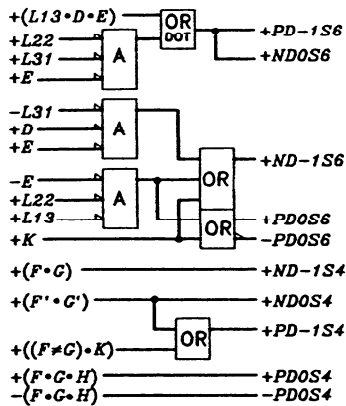 +(L13•D•E) OR DOT +PD-1S6
+L22 +NDOS6
+L31 A
+E
-L31
+D A
+E +ND-1S6
-E OR
+L22 A
+L13 +PDOS6
+K OR -PDOS6
+(F•G) +ND-1S4
+(F'•G') +NDOS4
+PD-1S4
+((F≠G)•K) OR
+(F•G•H) +PDOS4
-(F•G•H) -PDOS4